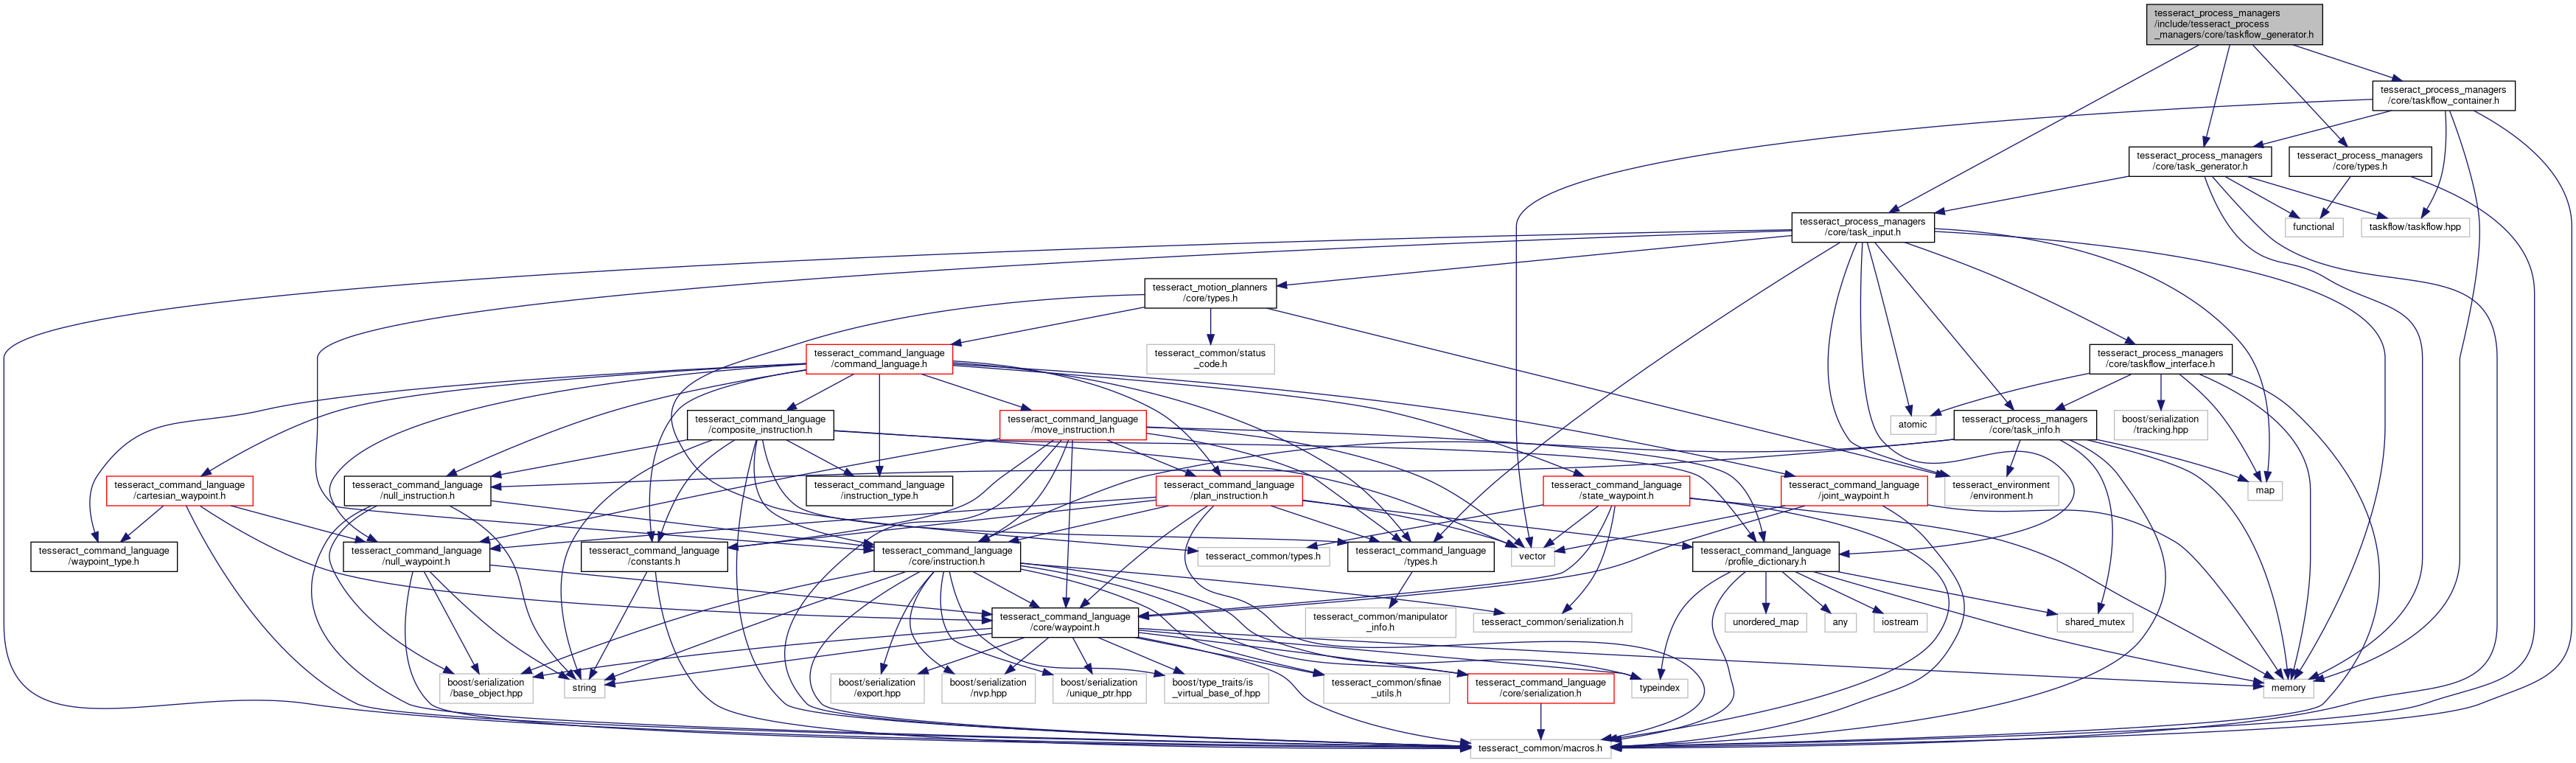 tesseract_process_managers
/include/tesseract_process
_managers/core/taskflow_generator.h
tesseract_process_managers
/core/taskflow_container.h
tesseract_process_managers
/core/task_generator.h
tesseract_process_managers
/core/types.h
tesseract_process_managers
/core/task_input.h
functional
taskflow/taskflow.hpp
tesseract_motion_planners
/core/types.h
tesseract_command_language
/command_language.h
tesseract_common/status
_code.h
tesseract_process_managers
/core/taskflow_interface.h
tesseract_command_language
/composite_instruction.h
tesseract_command_language
/move_instruction.h
atomic
tesseract_process_managers
/core/task_info.h
boost/serialization
/tracking.hpp
tesseract_command_language
/cartesian_waypoint.h
tesseract_command_language
/null_instruction.h
tesseract_command_language
/instruction_type.h
tesseract_command_language
/plan_instruction.h
tesseract_command_language
/state_waypoint.h
tesseract_command_language
/joint_waypoint.h
tesseract_environment
/environment.h
map
tesseract_command_language
/waypoint_type.h
tesseract_command_language
/null_waypoint.h
tesseract_command_language
/constants.h
tesseract_command_language
/core/instruction.h
tesseract_common/types.h
vector
tesseract_command_language
/types.h
tesseract_command_language
/profile_dictionary.h
tesseract_command_language
/core/waypoint.h
tesseract_common/manipulator
_info.h
tesseract_common/serialization.h
unordered_map
any
iostream
shared_mutex
boost/serialization
/base_object.hpp
string
boost/serialization
/export.hpp
boost/serialization
/nvp.hpp
boost/serialization
/unique_ptr.hpp
boost/type_traits/is
_virtual_base_of.hpp
tesseract_common/sfinae
_utils.h
tesseract_command_language
/core/serialization.h
typeindex
memory
tesseract_common/macros.h